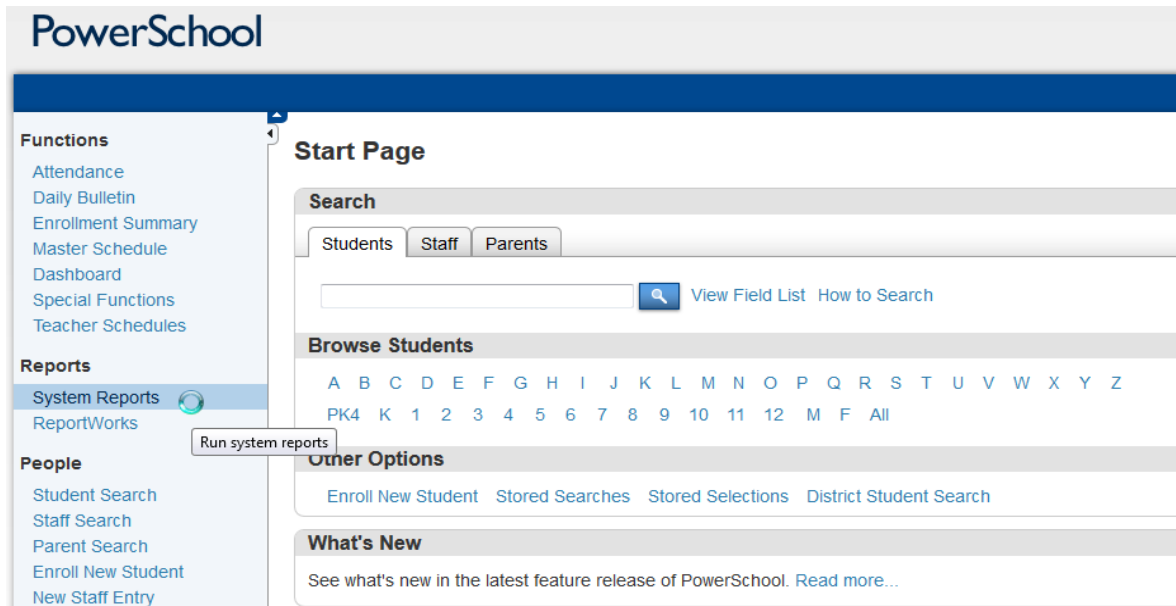 PowerSchool
Functions
Attendance
Daily Bulletin
Enrollment Summary
Master Schedule
Dashboard
Special Functions
Teacher Schedules
Reports
System Reports
ReportWorks
Run system reports
People
Student Search
Staff Search
Parent Search
Enroll New Student
New Staff Entry
Start Page
Search
Students Staff Parents
View Field List How to Search
Browse Students
A B C D E F G H I J K L M N O P Q R S T U V W X Y Z
PK4 K 1 2 3 4 5 6 7 8 9 10 11 12 M F All
Other Options
Enroll New Student Stored Searches Stored Selections District Student Search
What's New
See what's new in the latest feature release of PowerSchool. Read more...